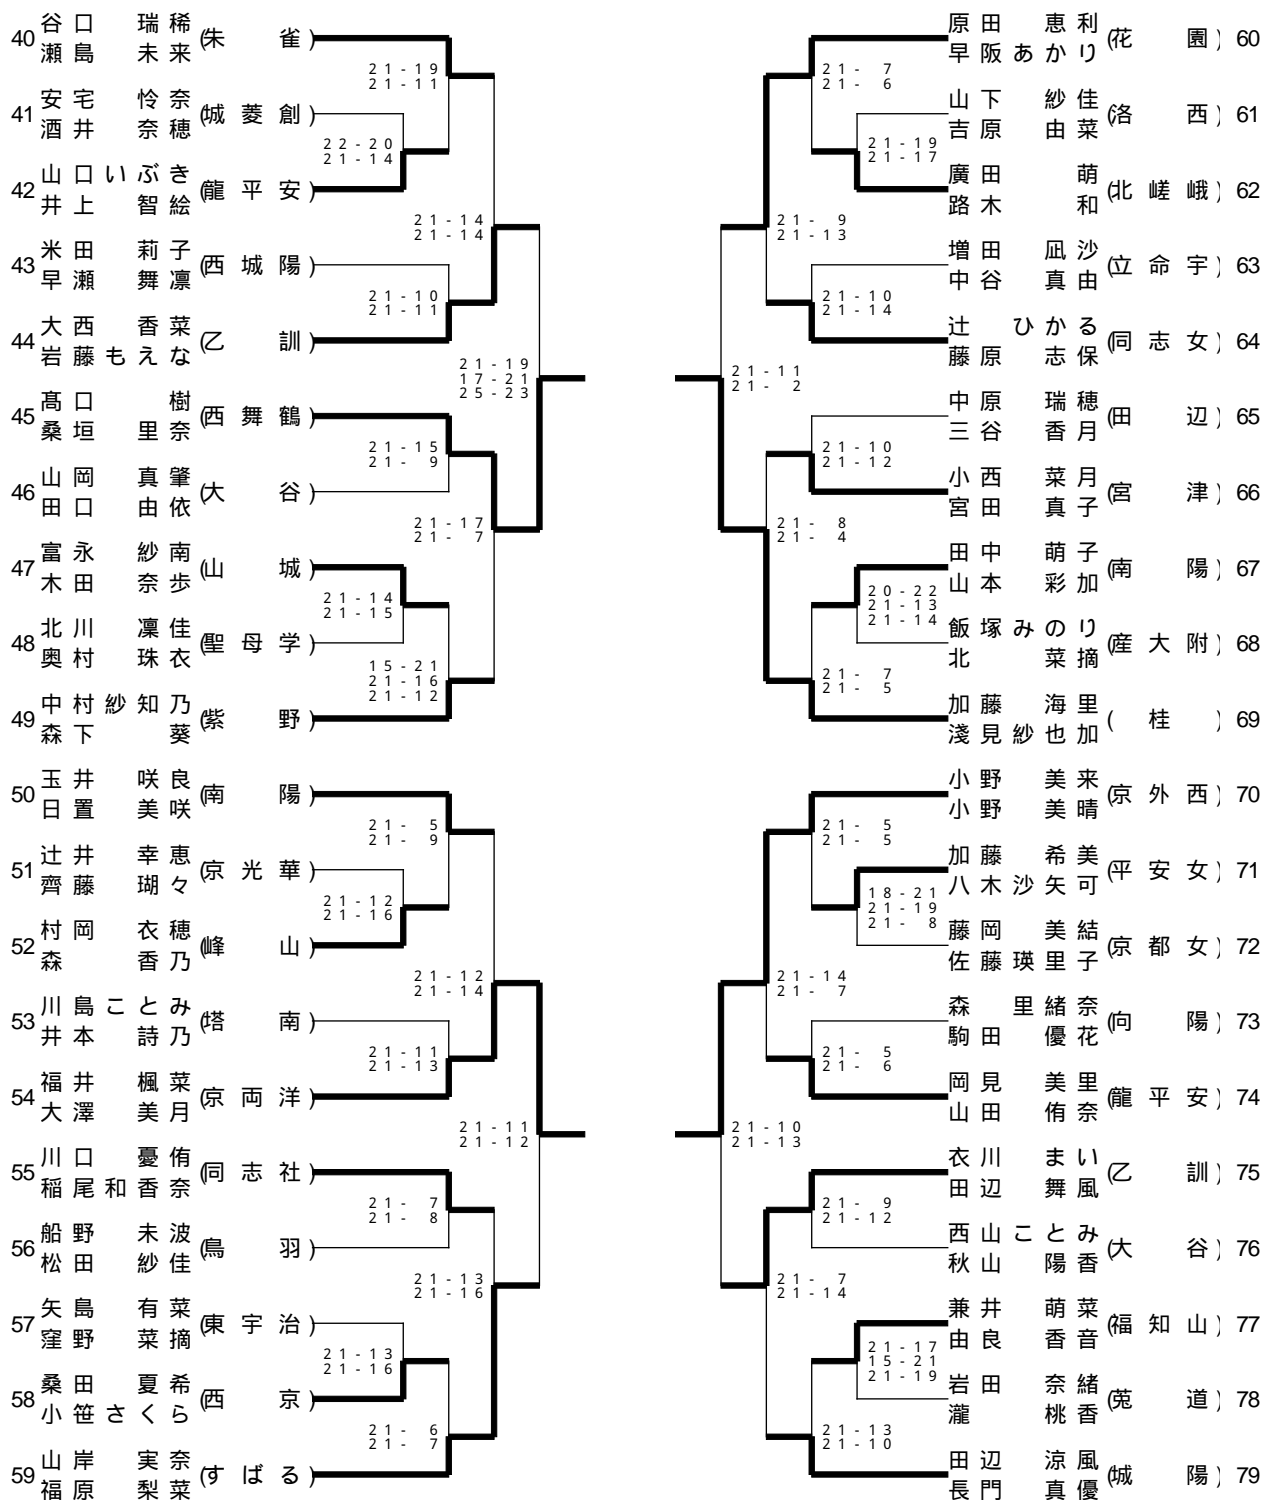 40 谷口 瑞稀 (朱 雀)
瀬島 未来
21-19
21-11
41 安宅 怜奈 (城菱創)
酒井 奈穂
22-20
21-14
42 山口いぶき (龍平安)
井上 智絵
21-14
21-14
43 米田 莉子 (西城陽)
早瀬 舞凛
21-10
21-11
44 大西 香菜 (乙 訓)
岩藤もえな
21-19
17-21
25-23
45 髙口 樹 (西舞鶴)
桑垣 里奈
21-15
21- 9
46 山岡 真肇 (大 谷)
田口 由依
21-17
21- 7
47 富永 紗南 (山 城)
木田 奈歩
21-14
21-15
48 北川 凜佳 (聖母学)
奥村 珠衣
15-21
21-16
21-12
49 中村紗知乃 (紫 野)
森下 葵
50 玉井 咲良 (南 陽)
日置 美咲
21- 5
21- 9
51 辻井 幸恵 (京光華)
齊藤 瑚々
21-12
21-16
52 村岡 衣穂 (峰 山)
森 香乃
21-12
21-14
53 川島ことみ (塔 南)
井本 詩乃
21-11
21-13
54 福井 楓菜 (京両洋)
大澤 美月
21-11
21-12
55 川口 憂侑 (同志社)
稲尾和香奈
21- 7
21- 8
56 船野 未波 (鳥 羽)
松田 紗佳
21-13
21-16
57 矢島 有菜 (東宇治)
窪野 菜摘
21-13
21-16
58 桑田 夏希 (西 京)
小笹さくら
21- 6
21- 7
59 山岸 実奈 (すばる)
福原 梨菜
原田 恵利 (花 園) 60
早阪あかり
21- 7
21- 6
山下 紗佳 (洛 西) 61
吉原 由菜
21-19
21-17
廣田 萌 (北嵯峨) 62
路木 和
21- 9
21-13
増田 凪沙 (立命宇) 63
中谷 真由
21-10
21-14
辻 ひかる (同志女) 64
藤原 志保
21-11
21- 2
中原 瑞穂 (田 辺) 65
三谷 香月
21-10
21-12
小西 菜月 (宮 津) 66
宮田 真子
21- 8
21- 4
田中 萌子 (南 陽) 67
山本 彩加
20-22
21-13
21-14
飯塚みのり (産大附) 68
北 菜摘
21- 7
21- 5
加藤 海里 ( 桂 ) 69
淺見紗也加
小野 美来 (京外西) 70
小野 美晴
21- 5
21- 5
加藤 希美 (平安女) 71
八木沙矢可
18-21
21-19
21- 8
藤岡 美結 (京都女) 72
佐藤瑛里子
21-14
21- 7
森 里緒奈 (向 陽) 73
駒田 優花
21- 5
21- 6
岡見 美里 (龍平安) 74
山田 侑奈
21-10
21-13
衣川 まい (乙 訓) 75
田辺 舞風
21- 9
21-12
西山ことみ (大 谷) 76
秋山 陽香
21- 7
21-14
兼井 萌菜 (福知山) 77
由良 香音
21-17
15-21
21-19
岩田 奈緒 (莵 道) 78
瀧 桃香
21-13
21-10
田辺 涼風 (城 陽) 79
長門 真優